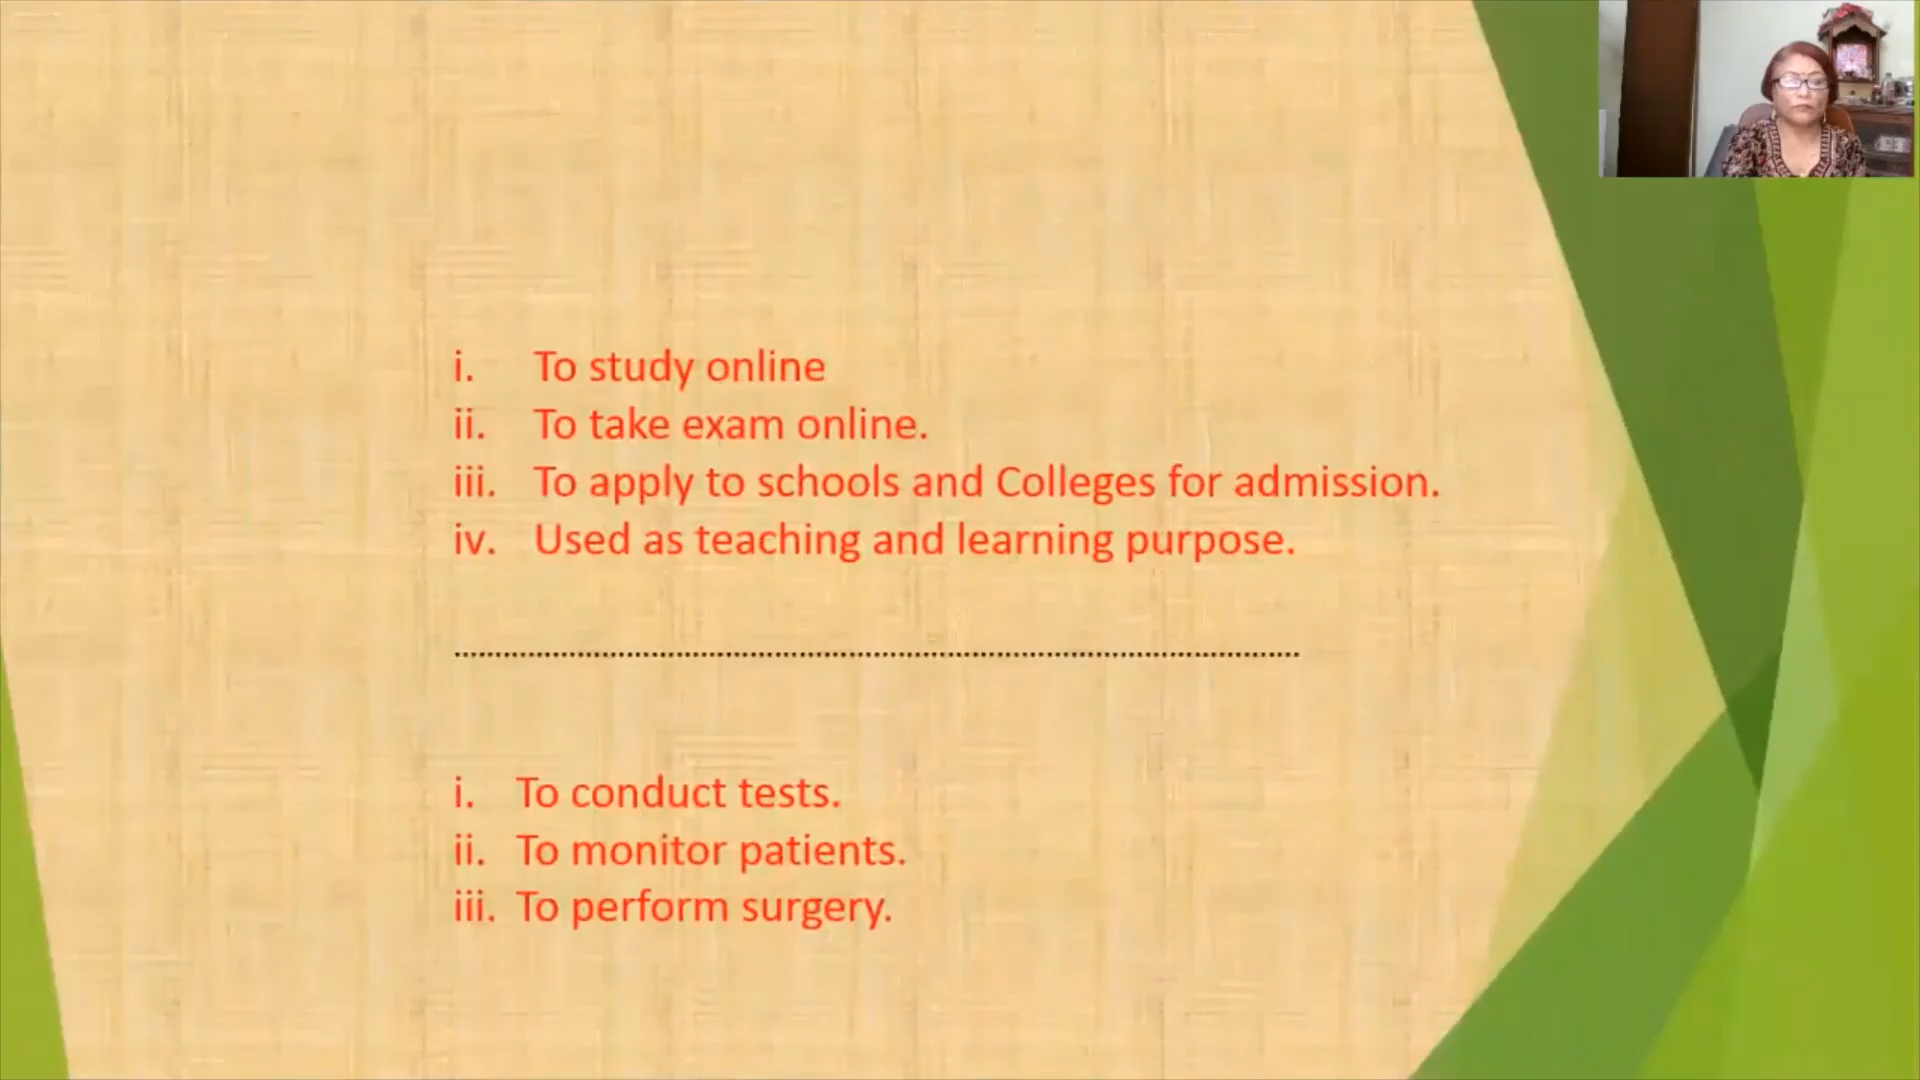 i. To study online
ii. To take exam online.
iii. To apply to schools and Colleges for admission.
iv. Used as teaching and learning purpose.
..........................................................................................................
i. To conduct tests.
ii. To monitor patients.
iii. To perform surgery.